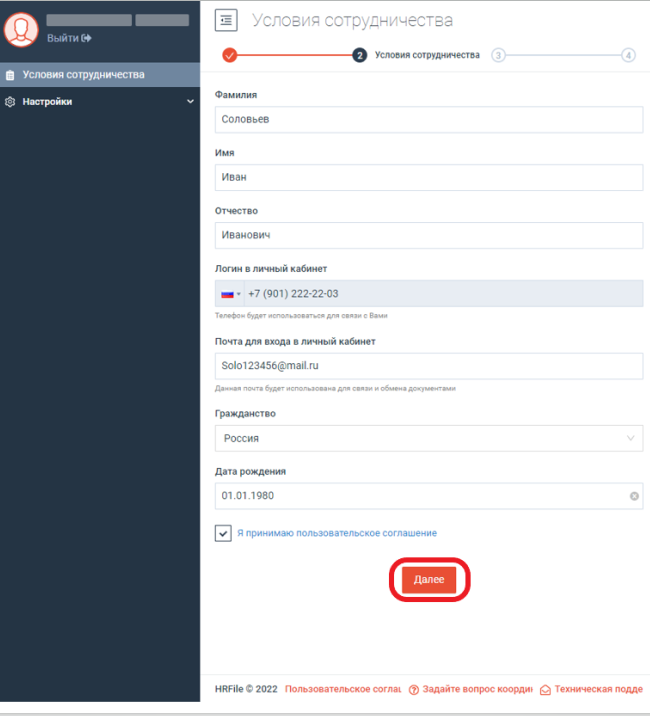 Выйти
Условия сотрудничества
Настройки
Условия сотрудничества
2 Условия сотрудничества 3 4
Фамилия
Соловьев
Имя
Иван
Отчество
Иванович
Логин в личный кабинет
+7 (901) 222-22-03
Телефон будет использоваться для связи с Вами
Почта для входа в личный кабинет
Solo123456@mail.ru
Данная почта будет использована для связи и обмена документами
Гражданство
Россия
Дата рождения
01.01.1980
Я принимаю пользовательское соглашение
Далее
HRFile © 2022 Пользовательское соглаш Задайте вопрос координ Техническая подде